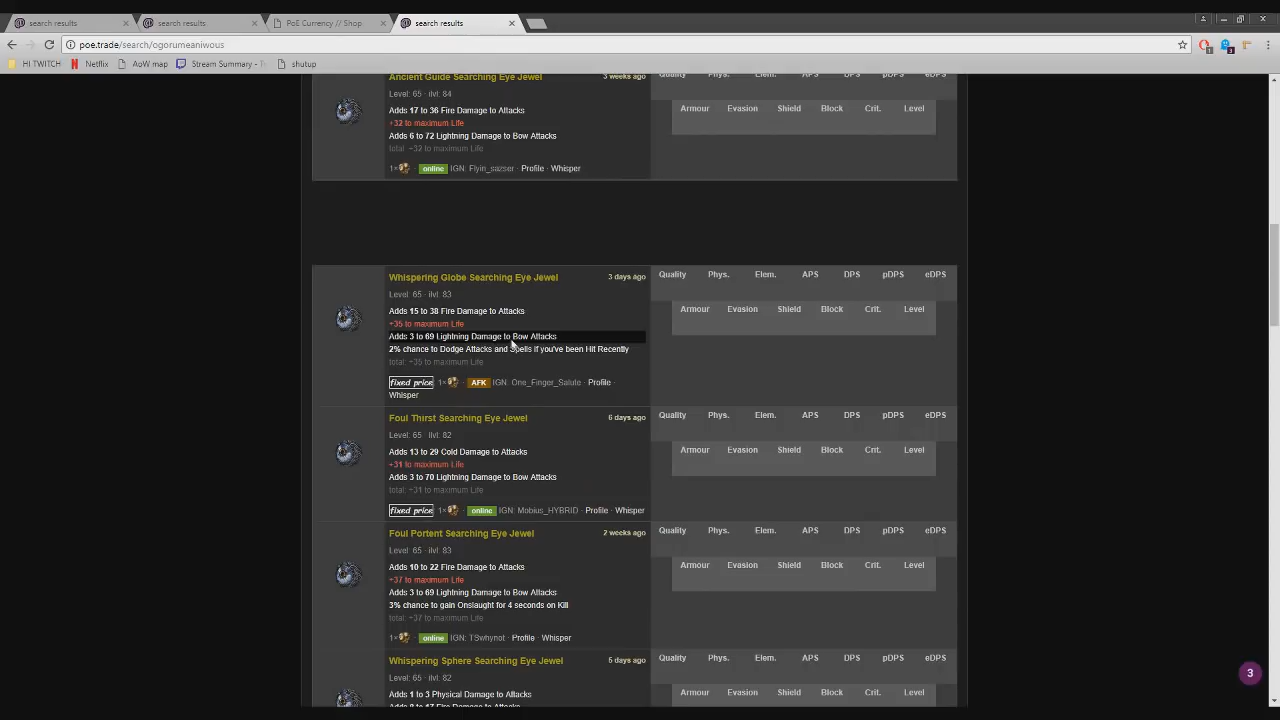 search results
search results
PoE Currency // Shop
search results
poe.trade/search/ogorumeaniwous
HI TWITCH
Netflix
AoW map
Stream Summary - 
shutup
Ancient Guide Searching Eye Jewel
3 weeks ago
Quality Phys. Elem. APS DPS pDPS eDPS
Level: 65 · ilvl: 84
Armour Evasion Shield Block Crit. Level
Adds 17 to 36 Fire Damage to Attacks
+32 to maximum Life
Adds 6 to 72 Lightning Damage to Bow Attacks
total: +32 to maximum Life
1× · online IGN: Flyin_sazser · Profile · Whisper
Whispering Globe Searching Eye Jewel
3 days ago
Quality Phys. Elem. APS DPS pDPS eDPS
Level: 65 · ilvl: 83
Armour Evasion Shield Block Crit. Level
Adds 15 to 38 Fire Damage to Attacks
+35 to maximum Life
Adds 3 to 69 Lightning Damage to Bow Attacks
2% chance to Dodge Attacks and Spells if you've been Hit Recently
total: +35 to maximum Life
fixed price 1× · AFK IGN: One_Finger_Salute · Profile ·
Whisper
Foul Thirst Searching Eye Jewel
6 days ago
Quality Phys. Elem. APS DPS pDPS eDPS
Level: 65 · ilvl: 82
Armour Evasion Shield Block Crit. Level
Adds 13 to 29 Cold Damage to Attacks
+31 to maximum Life
Adds 3 to 70 Lightning Damage to Bow Attacks
total: +31 to maximum Life
fixed price 1× · online IGN: Mobius_HYBRID · Profile · Whisper
Foul Portent Searching Eye Jewel
2 weeks ago
Quality Phys. Elem. APS DPS pDPS eDPS
Level: 65 · ilvl: 83
Armour Evasion Shield Block Crit. Level
Adds 10 to 22 Fire Damage to Attacks
+37 to maximum Life
Adds 3 to 69 Lightning Damage to Bow Attacks
3% chance to gain Onslaught for 4 seconds on Kill
total: +37 to maximum Life
1× · online IGN: TSwhynot · Profile · Whisper
Whispering Sphere Searching Eye Jewel
5 days ago
Quality Phys. Elem. APS DPS pDPS eDPS
Level: 65 · ilvl: 82
Armour Evasion Shield Block Crit. Level
Adds 1 to 3 Physical Damage to Attacks
Adds 8 to 17 Fire Damage to Attacks
3